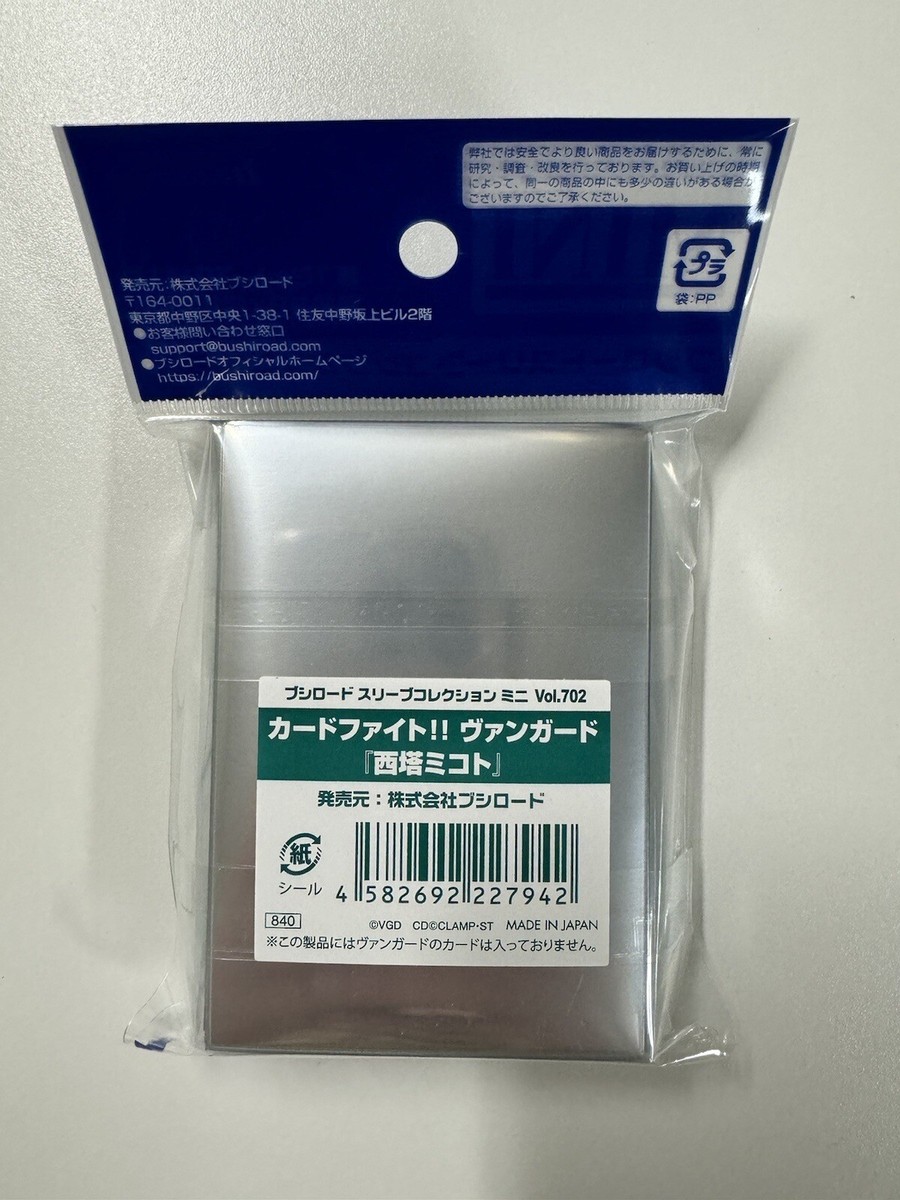 弊社では安全でより良い商品をお届けするために、常に
研究・調査・改良を行っております。お買い上げの時期
によって、同一の商品の中にも多少の違いがある場合が
ございますのでご了承ください。
プラ
袋:PP
発売元:株式会社ブシロード
〒164-0011
東京都中野区中央1-38-1 住友中野坂上ビル2階
●お客様問い合わせ窓口
support@bushiroad.com
●ブシロードオフィシャルホームページ
https://bushiroad.com/
ブシロード スリーブコレクション ミニ Vol.702
カードファイト!! ヴァンガード
『西塔ミコト』
発売元:株式会社ブシロード
紙
シール
4 582692 227942
840
©VGD CD©CLAMP・ST MADE IN JAPAN
※この製品にはヴァンガードのカードは入っておりません。